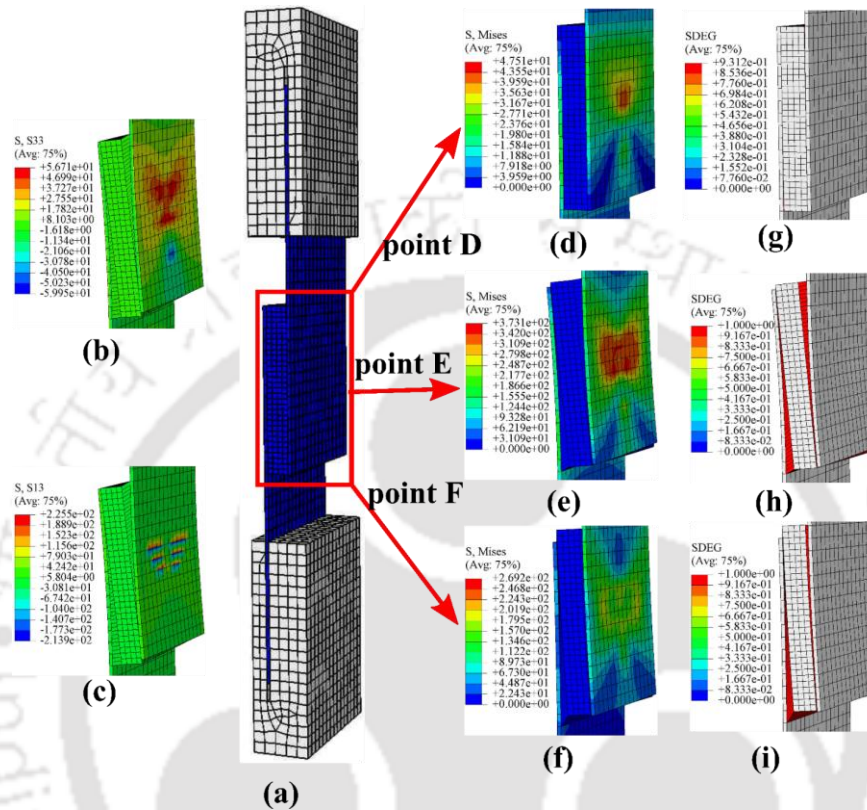 S, S33
(Avg: 75%)
+5.671e+01
+4.699e+01
+3.727e+01
+2.755e+01
+1.782e+01
+8.103e+00
-1.618e+00
-1.134e+01
-2.106e+01
-3.078e+01
-4.050e+01
-5.023e+01
-5.995e+01
(b)
S, S13
(Avg: 75%)
+2.255e+02
+1.889e+02
+1.523e+02
+1.156e+02
+7.903e+01
+4.242e+01
+5.804e+00
-3.081e+01
-6.742e+01
-1.040e+02
-1.407e+02
-1.773e+02
-2.139e+02
(c)
(a)
point D
point E
point F
S, Mises
(Avg: 75%)
+4.751e+01
+4.355e+01
+3.959e+01
+3.563e+01
+3.167e+01
+2.771e+01
+2.376e+01
+1.980e+01
+1.584e+01
+1.188e+01
+7.918e+00
+3.959e+00
+0.000e+00
(d)
SDEG
(Avg: 75%)
+9.312e-01
+8.536e-01
+7.760e-01
+6.984e-01
+6.208e-01
+5.432e-01
+4.656e-01
+3.880e-01
+3.104e-01
+2.328e-01
+1.552e-01
+7.760e-02
+0.000e+00
(g)
S, Mises
(Avg: 75%)
+3.731e+02
+3.420e+02
+3.109e+02
+2.798e+02
+2.487e+02
+2.177e+02
+1.866e+02
+1.555e+02
+1.244e+02
+9.328e+01
+6.219e+01
+3.109e+01
+0.000e+00
(e)
SDEG
(Avg: 75%)
+1.000e+00
+9.167e-01
+8.333e-01
+7.500e-01
+6.667e-01
+5.833e-01
+5.000e-01
+4.167e-01
+3.333e-01
+2.500e-01
+1.667e-01
+8.333e-02
+0.000e+00
(h)
S, Mises
(Avg: 75%)
+2.692e+02
+2.468e+02
+2.243e+02
+2.019e+02
+1.795e+02
+1.570e+02
+1.346e+02
+1.122e+02
+8.973e+01
+6.730e+01
+4.487e+01
+2.243e+01
+0.000e+00
(f)
SDEG
(Avg: 75%)
+1.000e+00
+9.167e-01
+8.333e-01
+7.500e-01
+6.667e-01
+5.833e-01
+5.000e-01
+4.167e-01
+3.333e-01
+2.500e-01
+1.667e-01
+8.333e-02
+0.000e+00
(i)